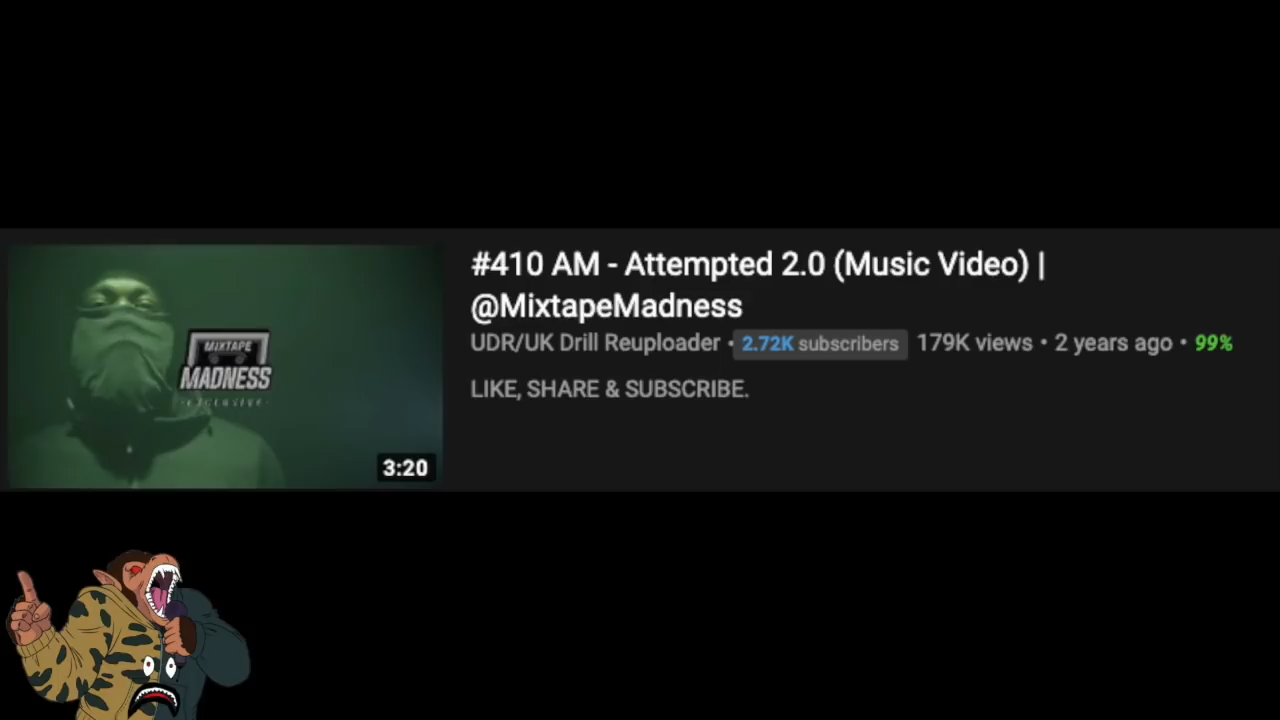 #410 AM - Attempted 2.0 (Music Video) |
@MixtapeMadness
UDR/UK Drill Reuploader • 2.72K subscribers 179K views • 2 years ago • 99%
LIKE, SHARE & SUBSCRIBE.
MIXTAPE
MADNESS
-exclusive-
3:20